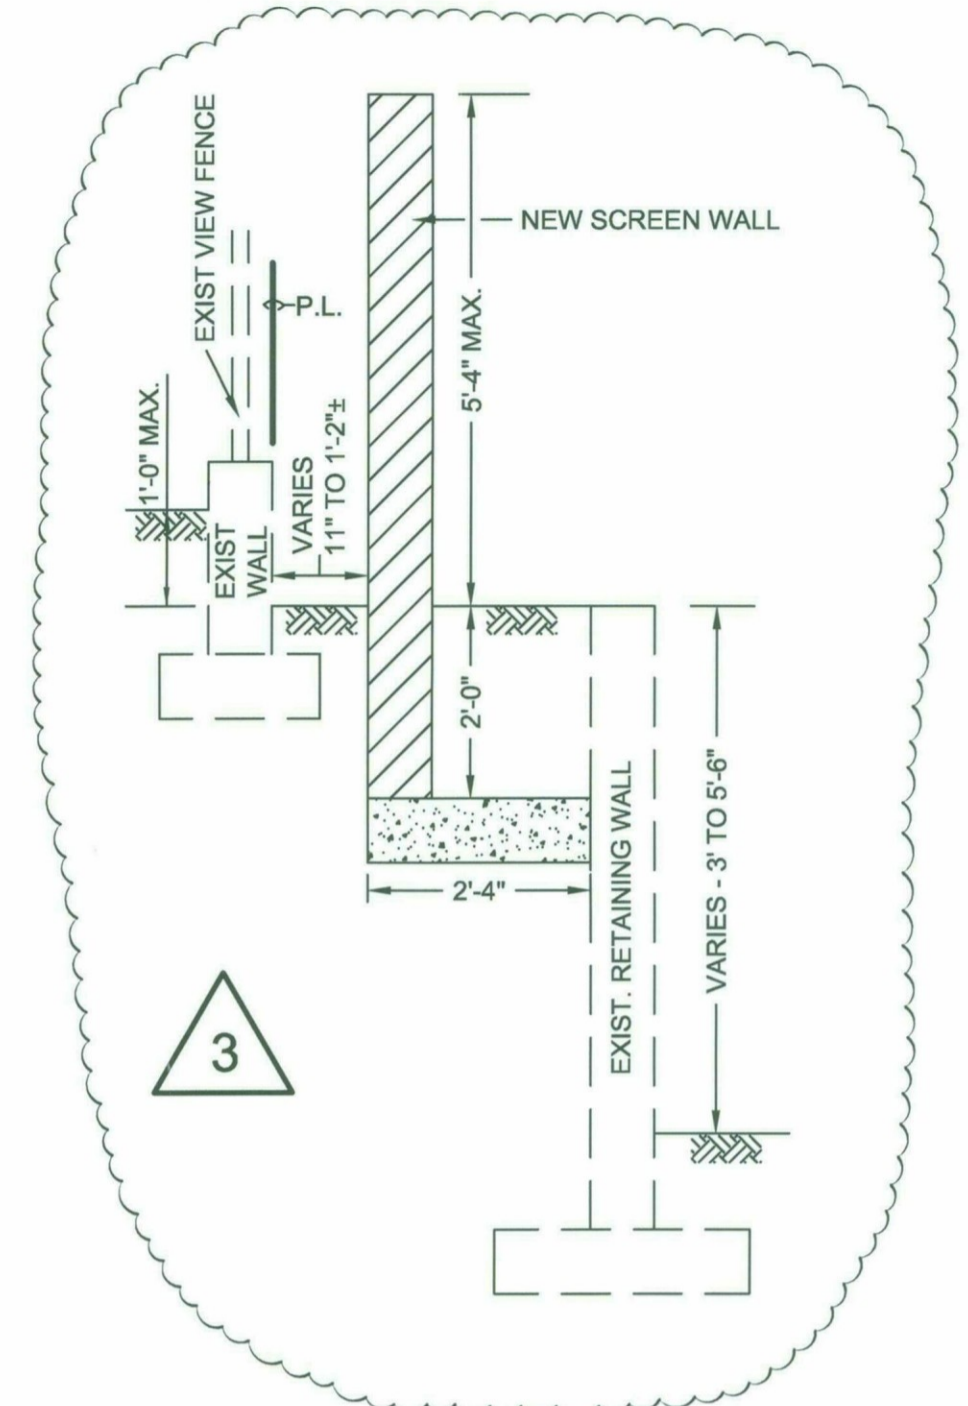 EXIST VIEW FENCE
NEW SCREEN WALL
P.L.
5'-4" MAX.
1'-0" MAX.
VARIES
11" TO 1'-2"±
EXIST
WALL
2'-0"
VARIES - 3' TO 5'-6"
EXIST. RETAINING WALL
2'-4"
3